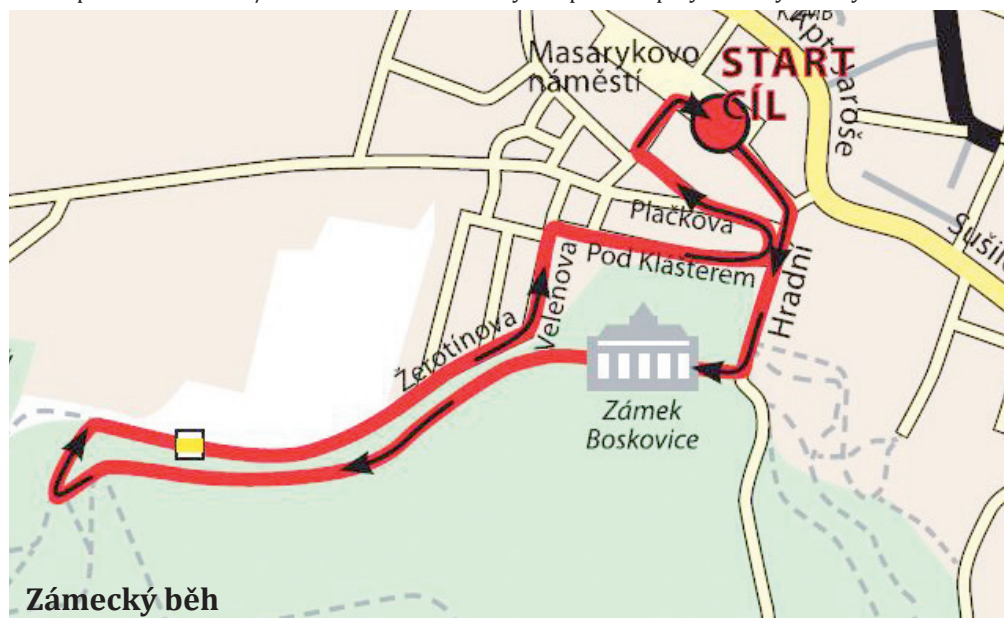 Masarykovo
náměstí
START
CÍL
Plačkova
Pod Klášterem
Hradní
Velenova
Žerotínova
Zámek
Boskovice
Zámecký běh